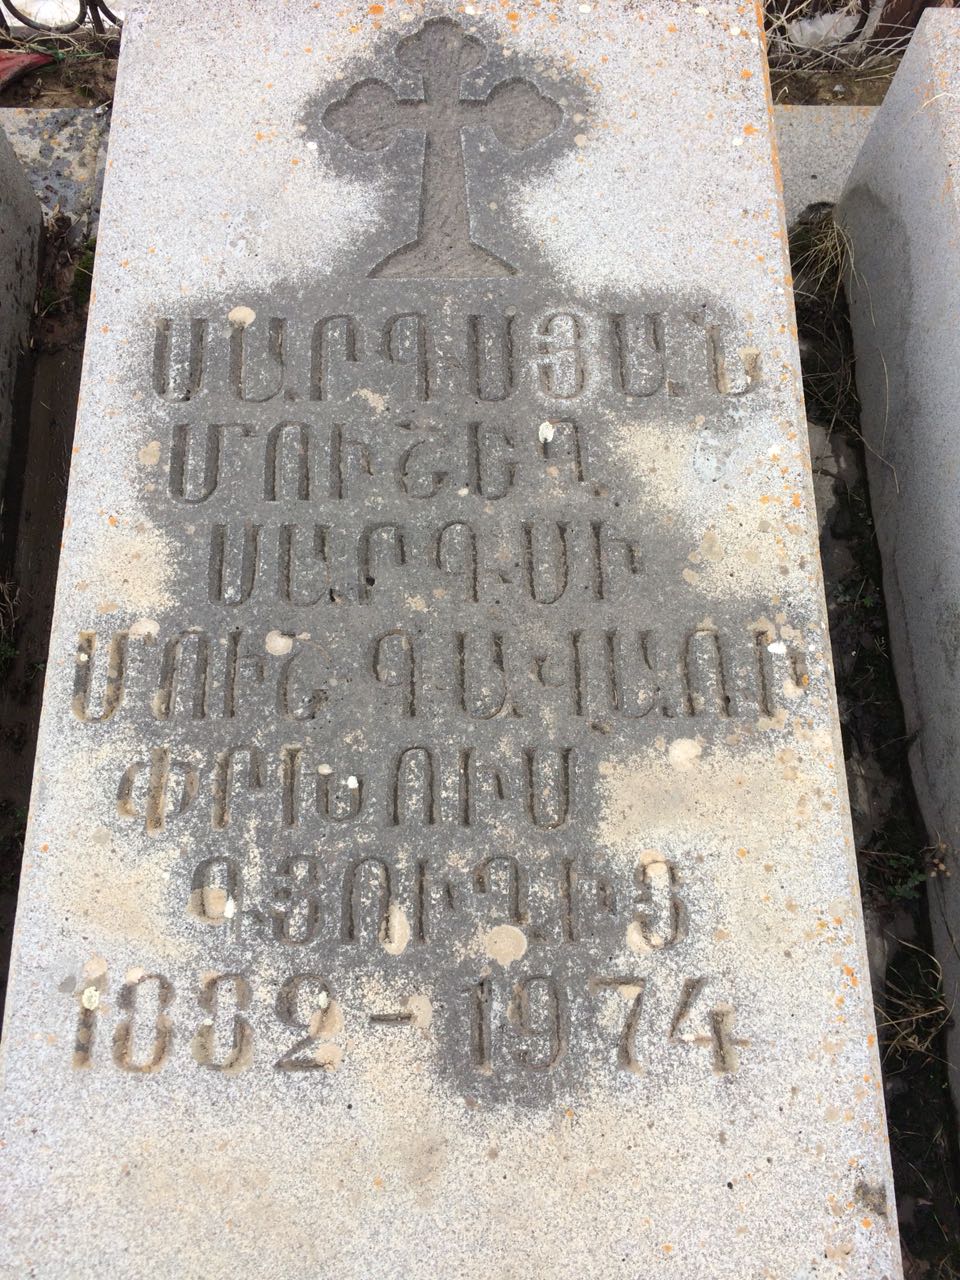 ՍԱՐԳՍՅԱՆ
ՄՈՒՇԵՂ
ՍԱՐԳՍԻ
ՄՈՒՇ ԳԱՎԱՌԻ
ՓՐԽՈՒՍ
ԳՅՈՒՂԻՑ
1882-1974